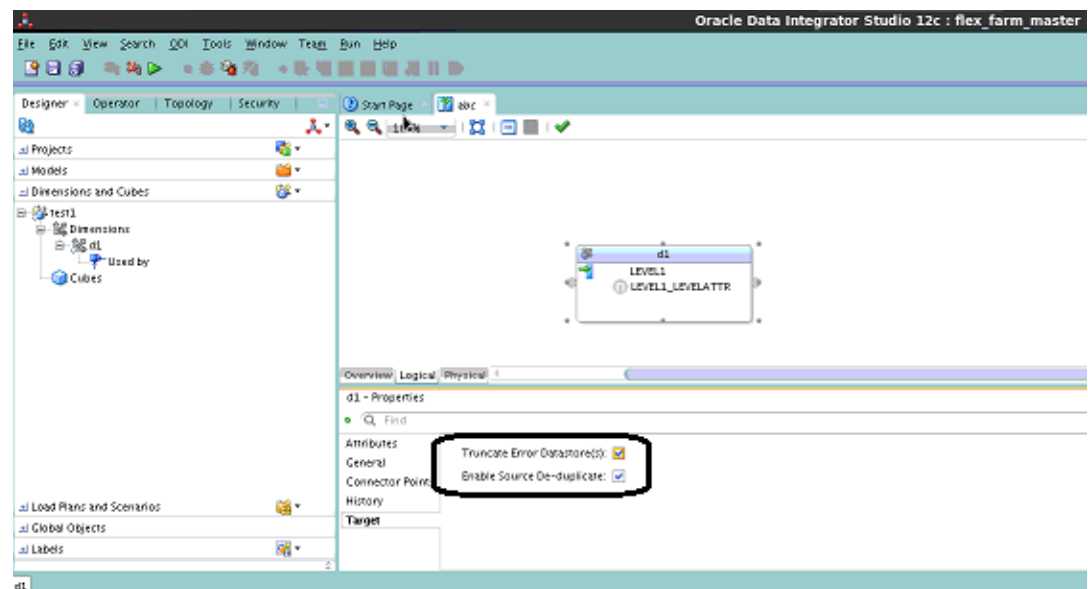 Oracle Data Integrator Studio 12c : flex_farm_master
File Edit View Search ODI Tools Window Team Run Help
Designer Operator Topology Security
Start Page abc
Projects
Models
Dimensions and Cubes
test1
Dimensions
d1
Used by
Cubes
d1
LEVEL1
LEVEL1_LEVELATTR
Overview Logical Physical
d1 - Properties
Find
Attributes
General
Connector Point
History
Target
Truncate Error Datastore(s):
Enable Source De-duplicate:
Load Plans and Scenarios
Global Objects
Labels
d1